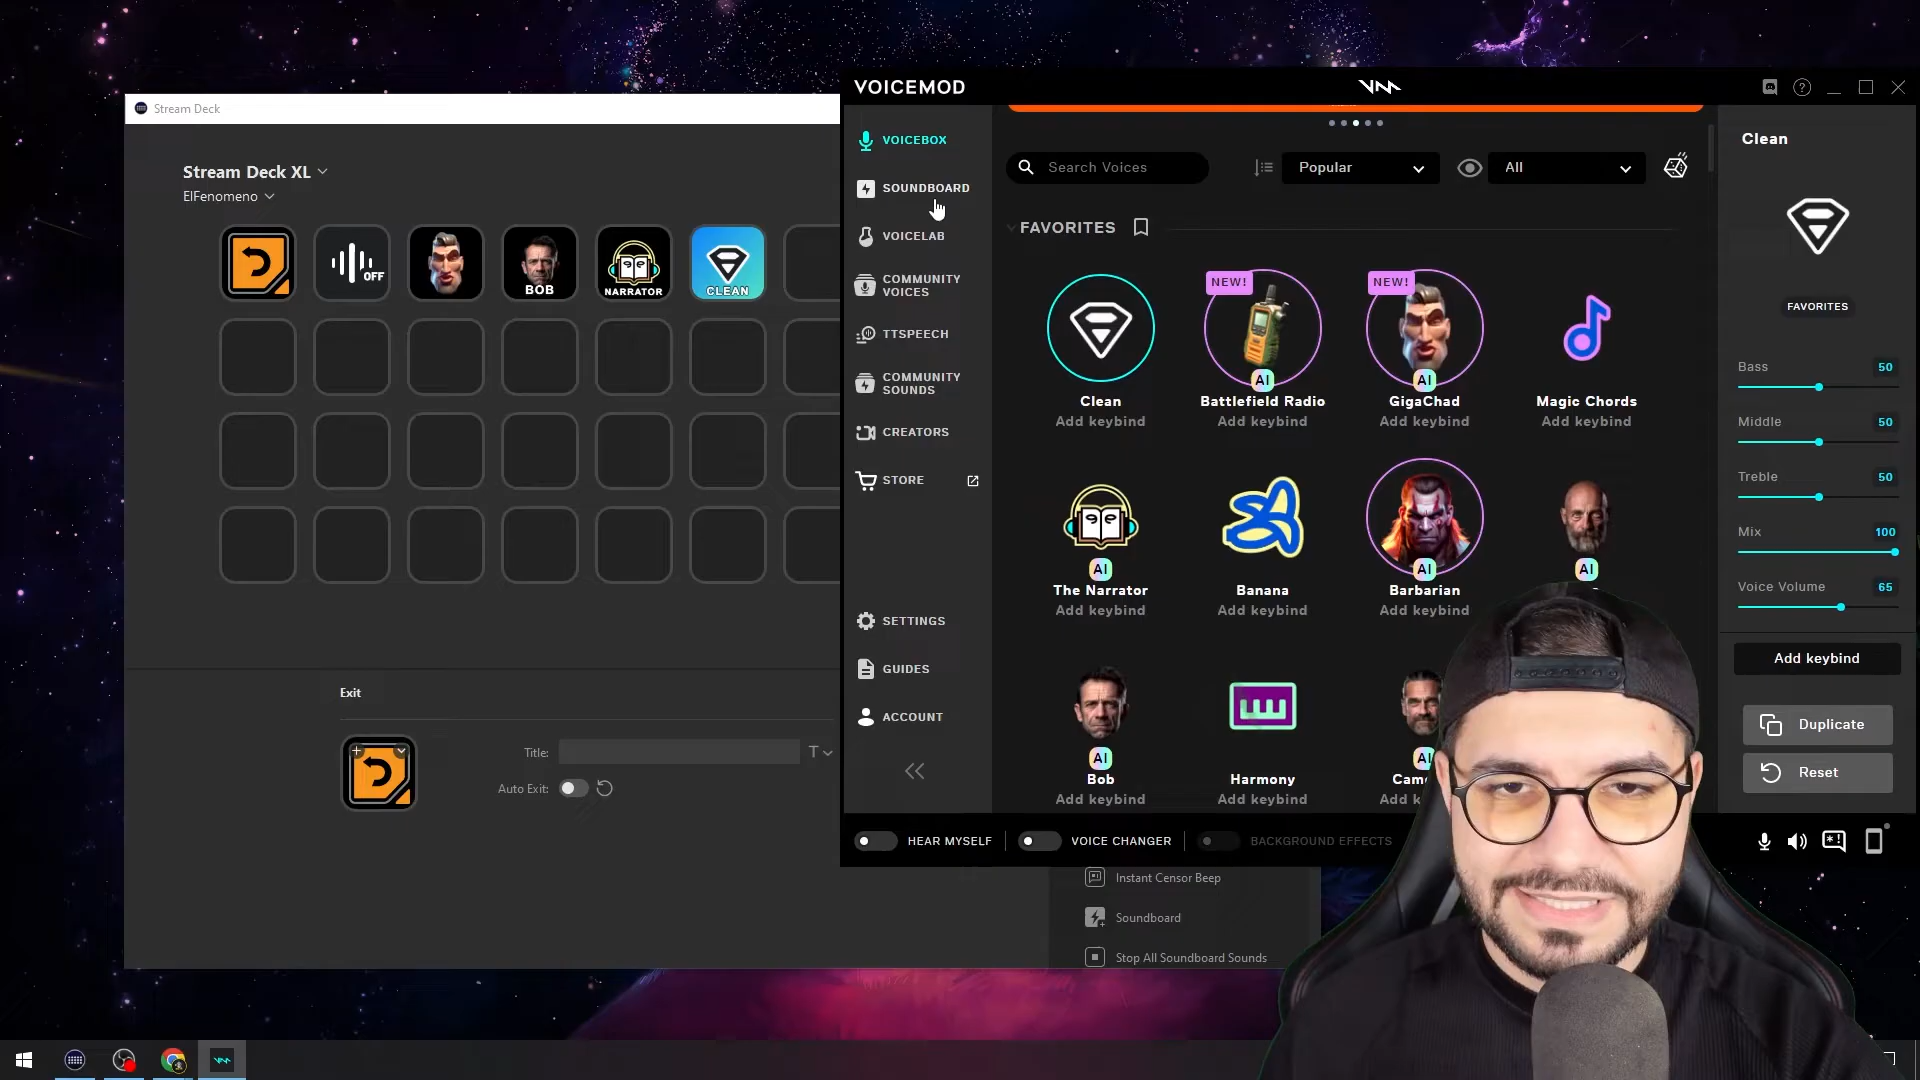 Stream Deck
Stream Deck XL
ElFenomeno
OFF
BOB
NARRATOR
CLEAN
Exit
Title:
T
Auto Exit:
VOICEMOD
VOICEBOX
SOUNDBOARD
VOICELAB
COMMUNITY
VOICES
TTSPEECH
COMMUNITY
SOUNDS
CREATORS
STORE
SETTINGS
GUIDES
ACCOUNT
Search Voices
Popular
All
FAVORITES
NEW!
NEW!
AI
AI
Clean
Battlefield Radio
GigaChad
Magic Chords
Add keybind
Add keybind
Add keybind
Add keybind
AI
AI
AI
The Narrator
Banana
Barbarian
Add keybind
Add keybind
Add keybind
AI
Bob
Harmony
Add keybind
Add keybind
Add k
HEAR MYSELF
VOICE CHANGER
BACKGROUND EFFECTS
Clean
FAVORITES
Bass 50
Middle 50
Treble 50
Mix 100
Voice Volume 65
Add keybind
Duplicate
Reset
Instant Censor Beep
Soundboard
Stop All Soundboard Sounds